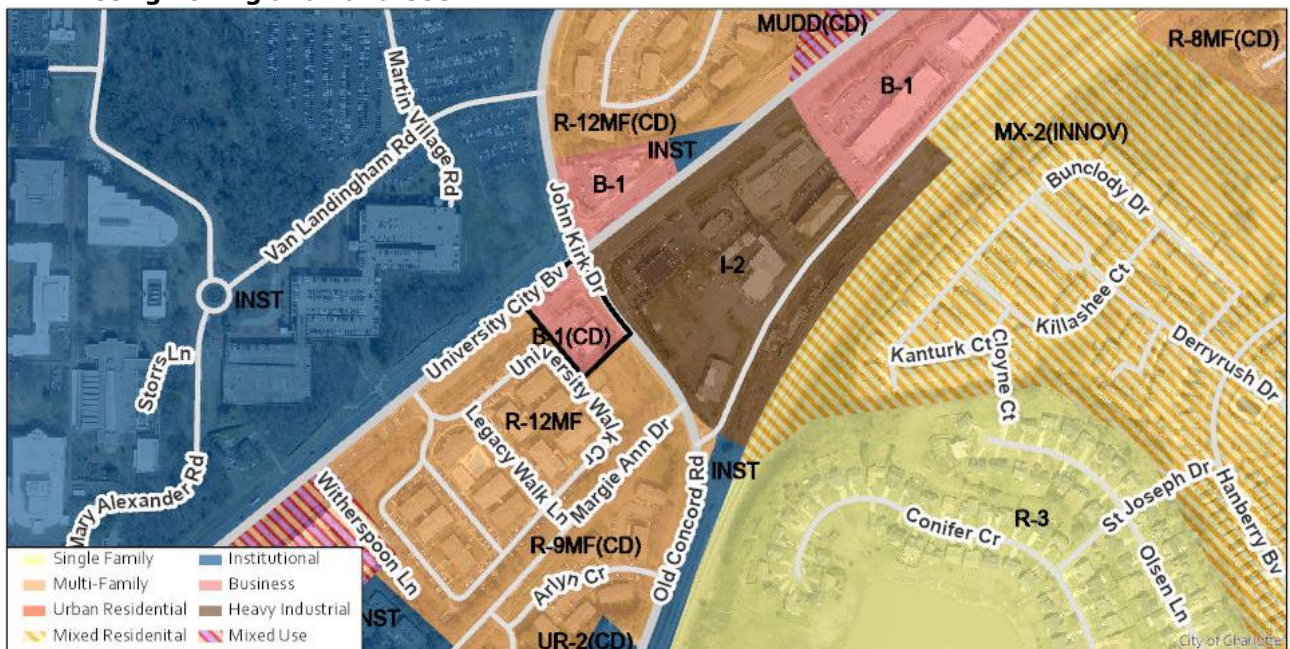 MUDD(CD)
R-8MF(CD)
Martin Village Rd
B-1
R-12MF(CD)
INST
MX-2(INNOV)
Van Landingham Rd
B-1
Bunclody Dr
John Kirk Dr
I-2
INST
University City Bv
Killashee Ct
B-1(CD)
Kanturk Ct
Cloyne Ct
Derryrush Dr
Storrs Ln
University Walk Cr
R-12MF
Legacy Walk Ln
Margie Ann Dr
INST
St Joseph Dr
Hanberry Bv
Mary Alexander Rd
Witherspoon Ln
Old Concord Rd
Conifer Cr
R-3
Olsen Ln
R-9MF(CD)
Arlyn Cr
NST
UR-2(CD)
Single Family
Multi-Family
Urban Residential
Mixed Residenital
Institutional
Business
Heavy Industrial
Mixed Use
City of Charlotte